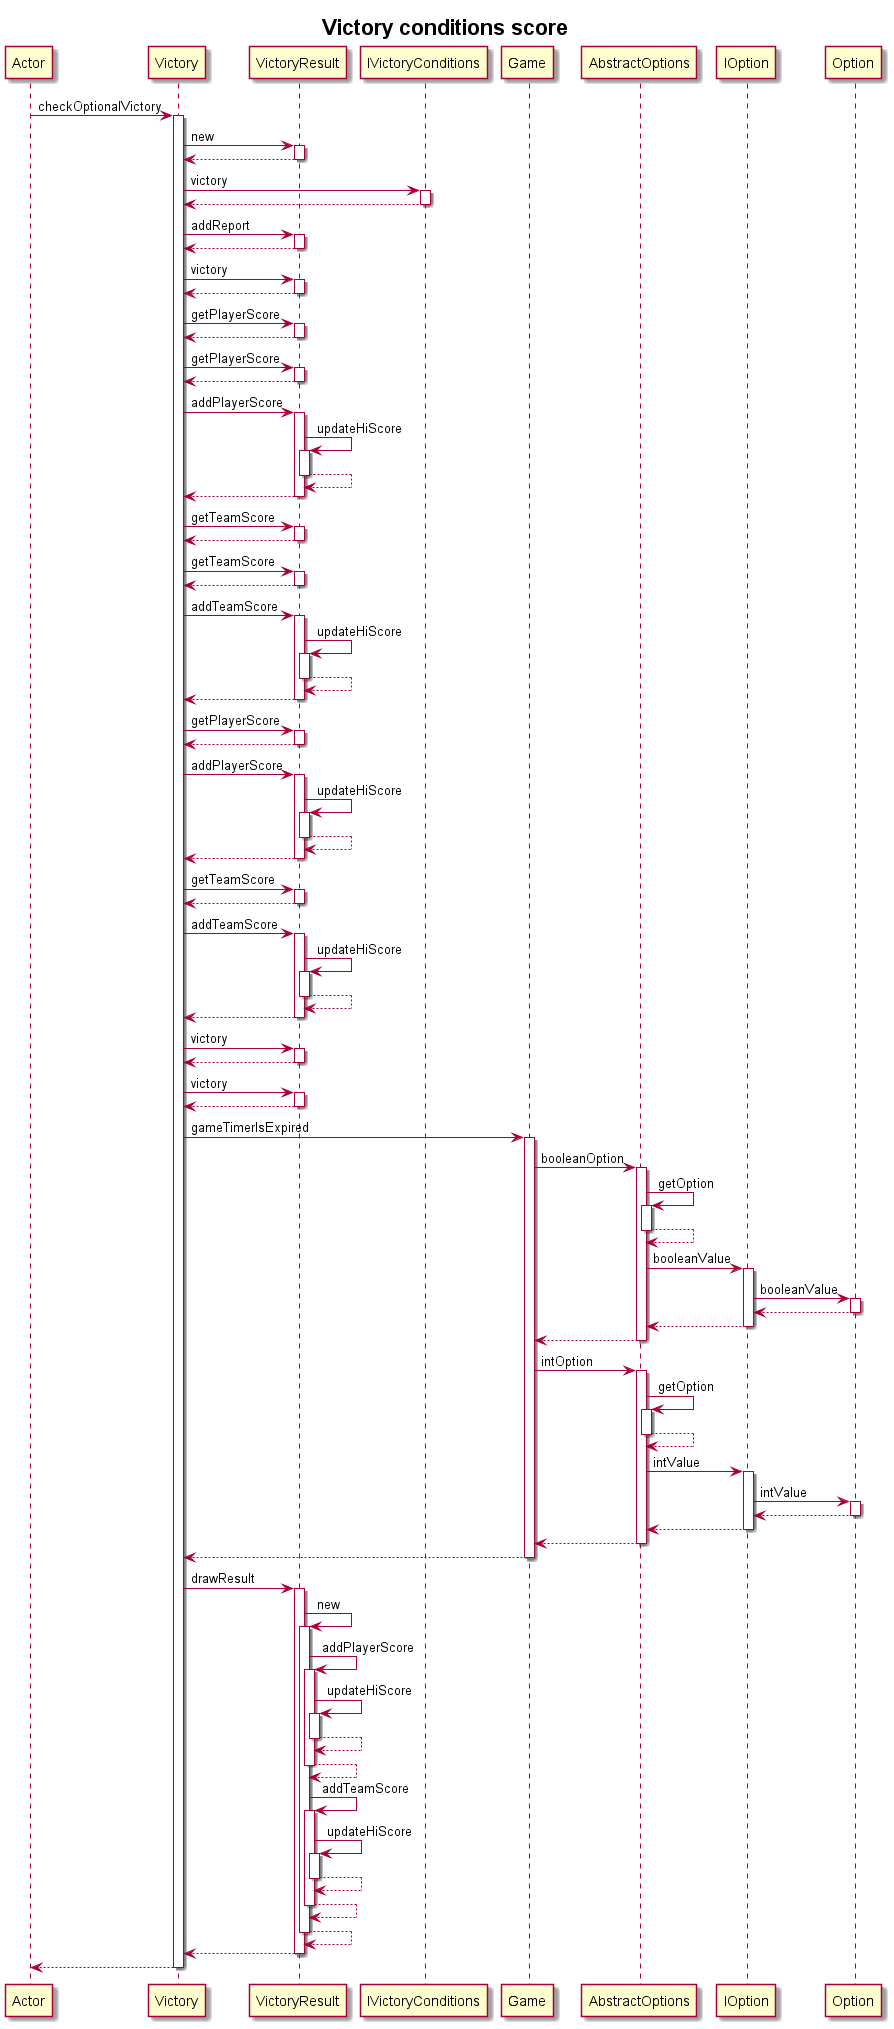 Victory conditions score
Actor Victory VictoryResult IVictoryConditions Game AbstractOptions IOption Option
checkOptionalVictory
new
victory
addReport
victory
getPlayerScore
getPlayerScore
addPlayerScore
updateHiScore
getTeamScore
getTeamScore
addTeamScore
updateHiScore
getPlayerScore
addPlayerScore
updateHiScore
getTeamScore
addTeamScore
updateHiScore
victory
victory
gameTimerIsExpired
booleanOption
getOption
booleanValue
booleanValue
intOption
getOption
intValue
intValue
drawResult
new
addPlayerScore
updateHiScore
addTeamScore
updateHiScore
Actor Victory VictoryResult IVictoryConditions Game AbstractOptions IOption Option